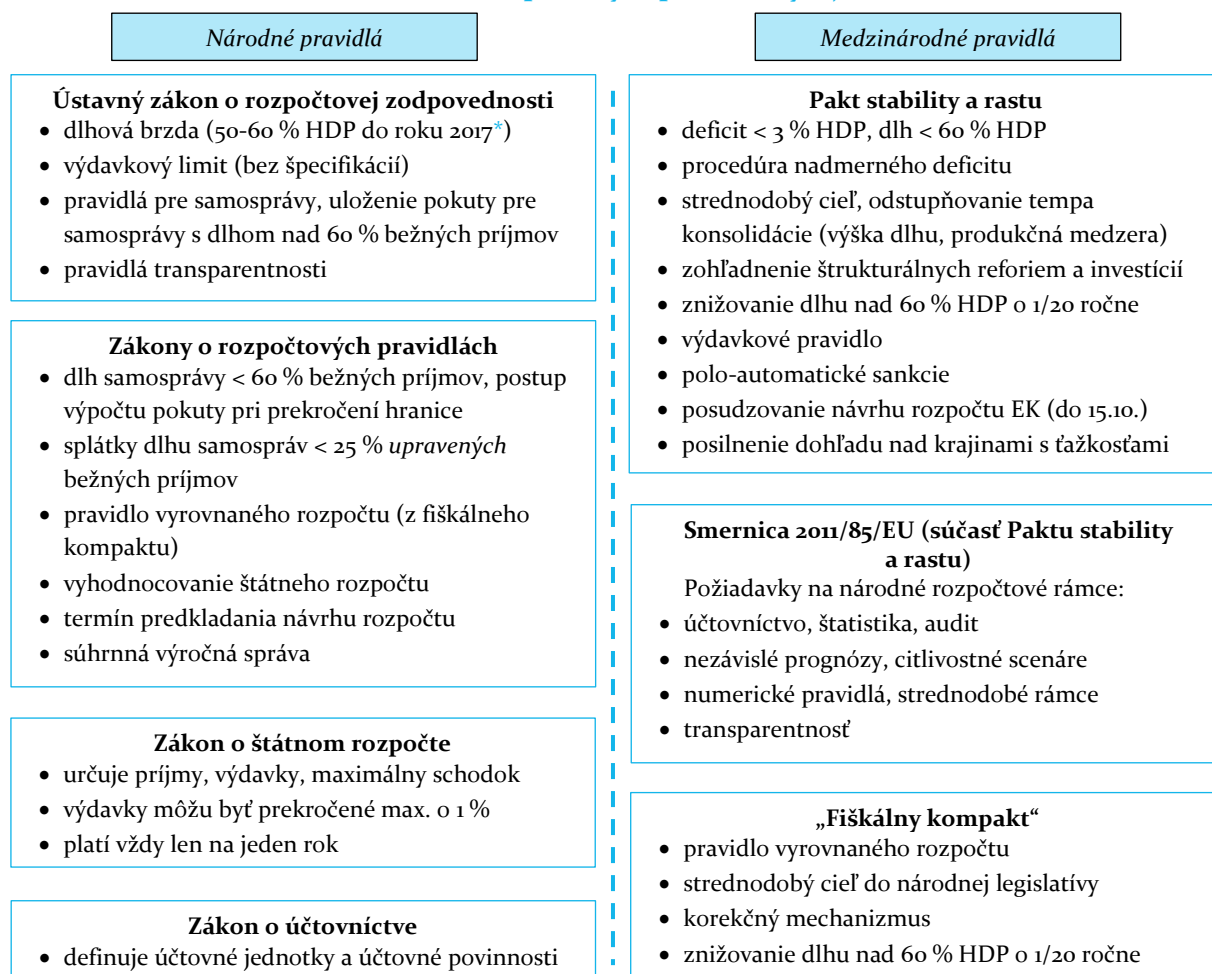 Národné pravidlá
Ústavný zákon o rozpočtovej zodpovednosti
• dlhová brzda (50-60 % HDP do roku 2017*)
• výdavkový limit (bez špecifikácií)
• pravidlá pre samosprávy, uloženie pokuty pre
samosprávy s dlhom nad 60 % bežných príjmov
• pravidlá transparentnosti
Zákony o rozpočtových pravidlách
• dlh samosprávy < 60 % bežných príjmov, postup
výpočtu pokuty pri prekročení hranice
• splátky dlhu samospráv < 25 % upravených
bežných príjmov
• pravidlo vyrovnaného rozpočtu (z fiškálneho
kompaktu)
• vyhodnocovanie štátneho rozpočtu
• termín predkladania návrhu rozpočtu
• súhrnná výročná správa
Zákon o štátnom rozpočte
• určuje príjmy, výdavky, maximálny schodok
• výdavky môžu byť prekročené max. o 1 %
• platí vždy len na jeden rok
Zákon o účtovníctve
• definuje účtovné jednotky a účtovné povinnosti
Medzinárodné pravidlá
Pakt stability a rastu
• deficit < 3 % HDP, dlh < 60 % HDP
• procedúra nadmerného deficitu
• strednodobý cieľ, odstupňovanie tempa
konsolidácie (výška dlhu, produkčná medzera)
• zohľadnenie štrukturálnych reforiem a investícií
• znižovanie dlhu nad 60 % HDP o 1/20 ročne
• výdavkové pravidlo
• polo-automatické sankcie
• posudzovanie návrhu rozpočtu EK (do 15.10.)
• posilnenie dohľadu nad krajinami s ťažkosťami
Smernica 2011/85/EU (súčasť Paktu stability
a rastu)
Požiadavky na národné rozpočtové rámce:
• účtovníctvo, štatistika, audit
• nezávislé prognózy, citlivostné scenáre
• numerické pravidlá, strednodobé rámce
• transparentnosť
„Fiškálny kompakt“
• pravidlo vyrovnaného rozpočtu
• strednodobý cieľ do národnej legislatívy
• korekčný mechanizmus
• znižovanie dlhu nad 60 % HDP o 1/20 ročne